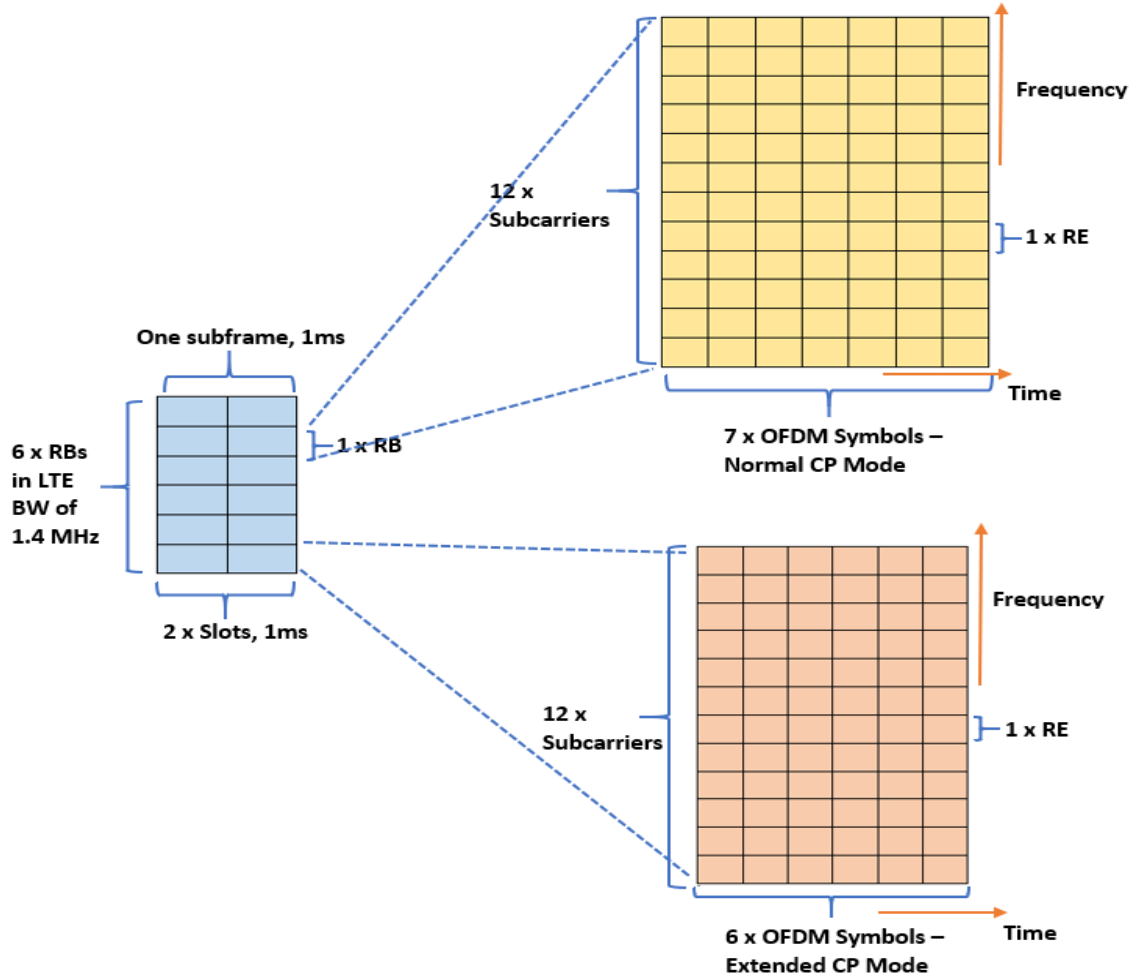 Frequency
12 x
Subcarriers
1 x RE
Time
7 x OFDM Symbols –
Normal CP Mode
One subframe, 1ms
1 x RB
6 x RBs
in LTE
BW of
1.4 MHz
2 x Slots, 1ms
Frequency
12 x
Subcarriers
1 x RE
Time
6 x OFDM Symbols –
Extended CP Mode